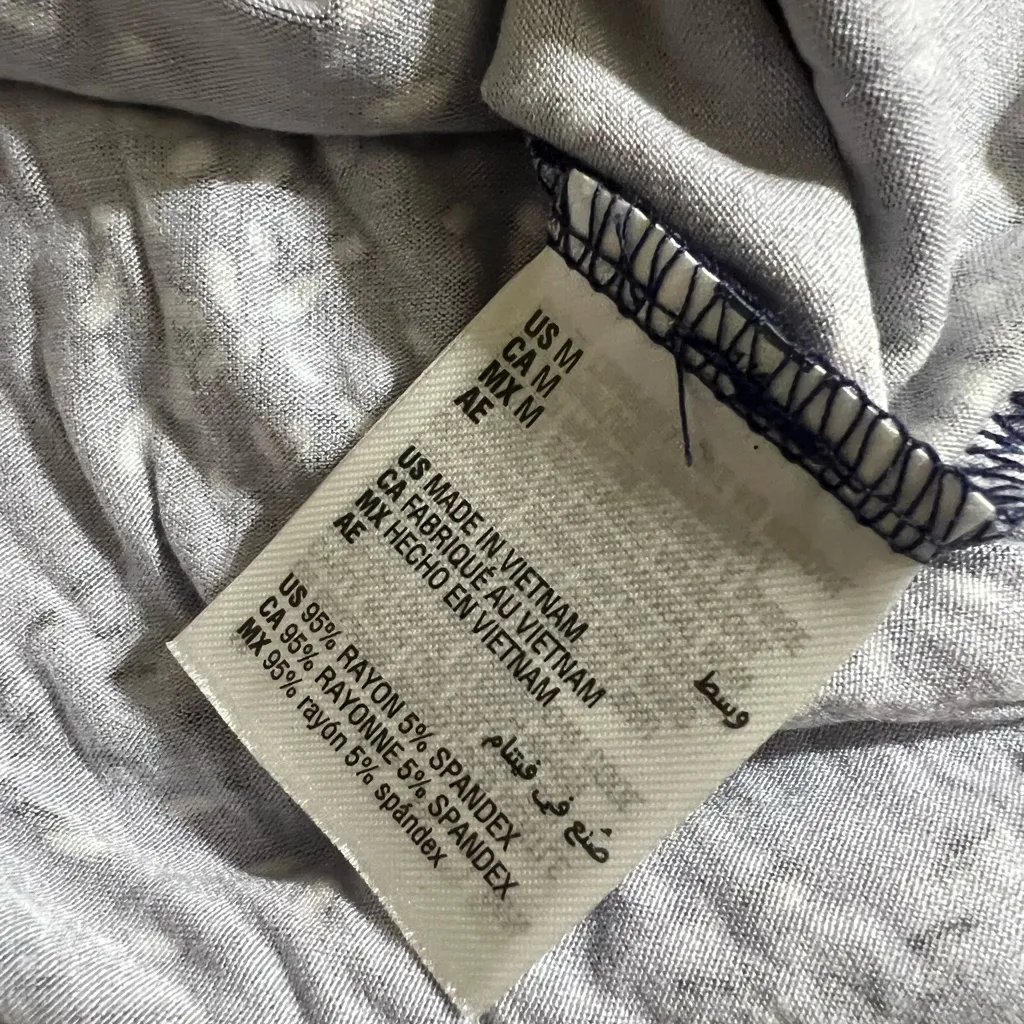 US M
CA M
MX M
AE وسط
US MADE IN VIETNAM
CA FABRIQUÉ AU VIETNAM
MX HECHO EN VIETNAM
AE صُنع في فيتنام
US 95% RAYON 5% SPANDEX
CA 95% RAYONNE 5% SPANDEX
MX 95% rayón 5% spándex